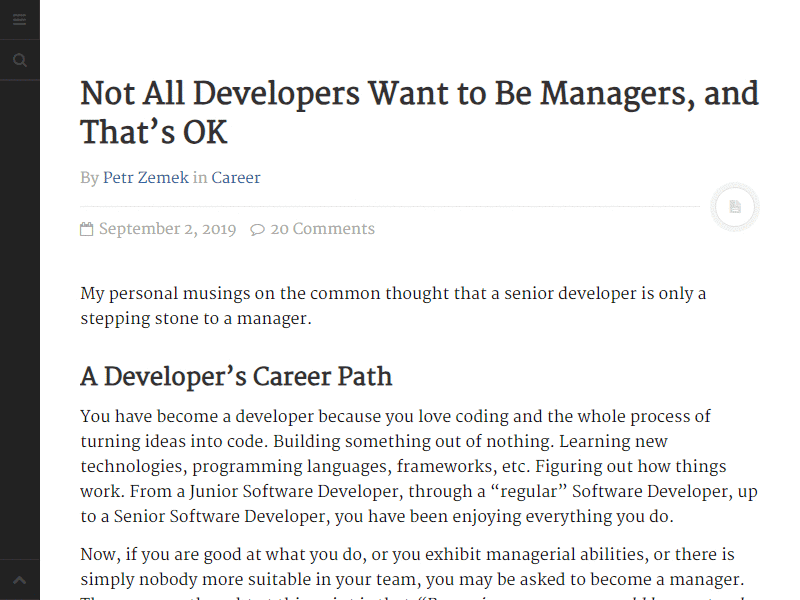 Not All Developers Want to Be Managers, and
That’s OK
By Petr Zemek in Career
September 2, 2019 20 Comments
My personal musings on the common thought that a senior developer is only a
stepping stone to a manager.
A Developer’s Career Path
You have become a developer because you love coding and the whole process of
turning ideas into code. Building something out of nothing. Learning new
technologies, programming languages, frameworks, etc. Figuring out how things
work. From a Junior Software Developer, through a “regular” Software Developer, up
to a Senior Software Developer, you have been enjoying everything you do.
Now, if you are good at what you do, or you exhibit managerial abilities, or there is
simply nobody more suitable in your team, you may be asked to become a manager.